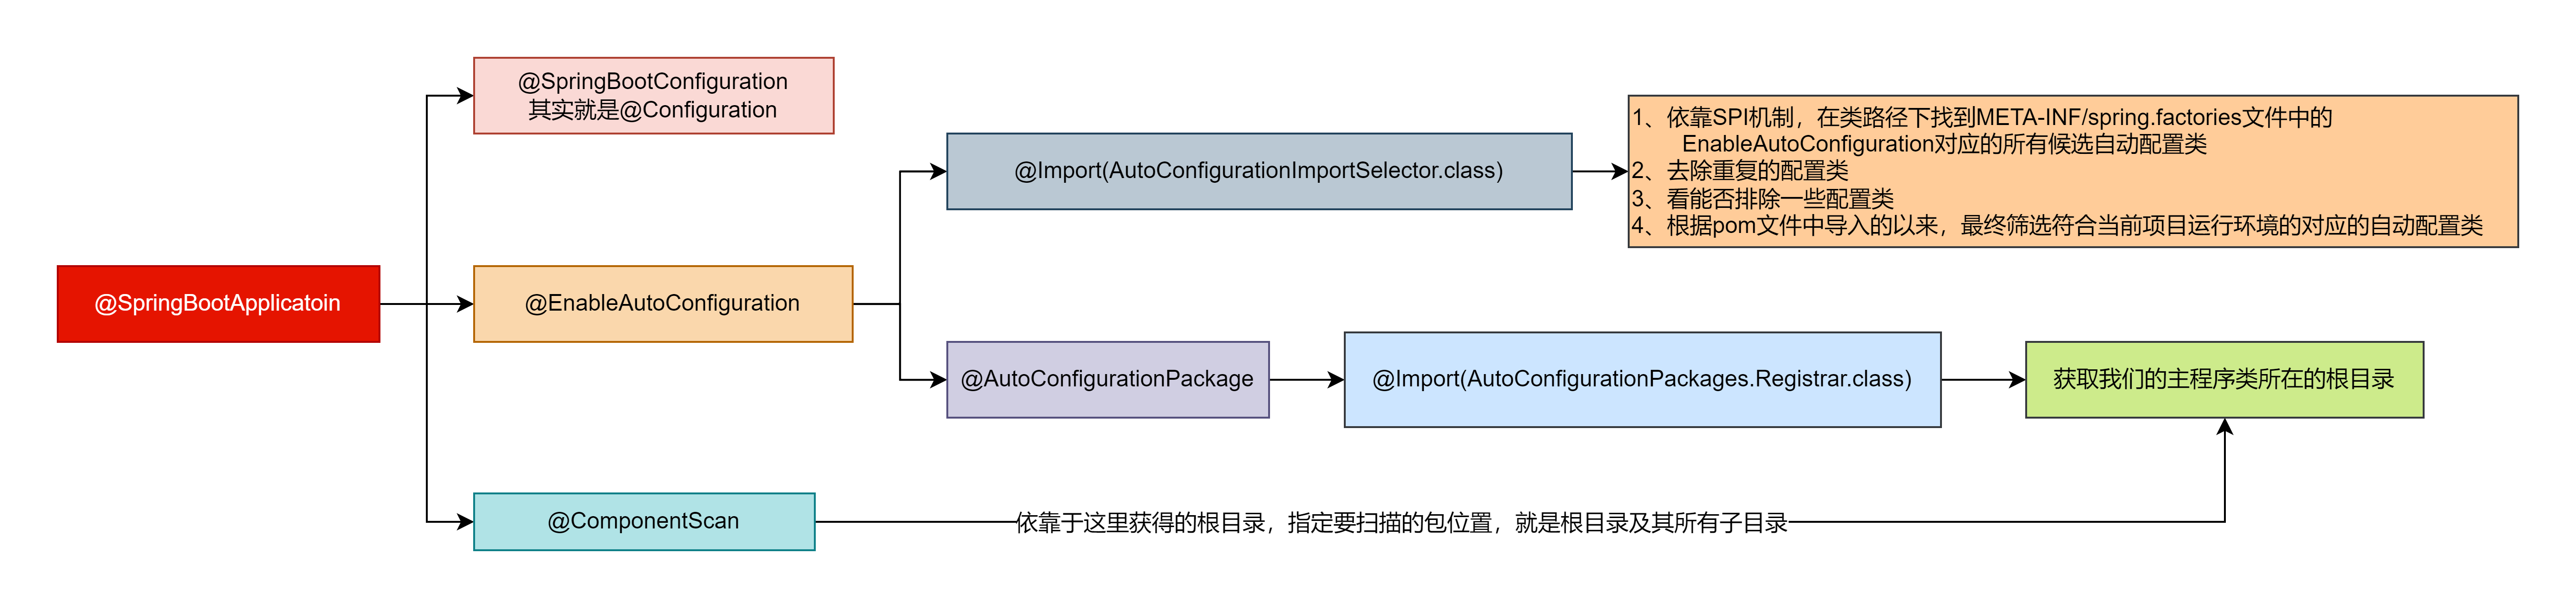 @SpringBootConfiguration
其实就是@Configuration
1、依靠SPI机制，在类路径下找到META-INF/spring.factories文件中的
EnableAutoConfiguration对应的所有候选自动配置类
2、去除重复的配置类
3、看能否排除一些配置类
4、根据pom文件中导入的以来，最终筛选符合当前项目运行环境的对应的自动配置类
@Import(AutoConfigurationImportSelector.class)
@SpringBootApplicatoin
@EnableAutoConfiguration
@AutoConfigurationPackage
@Import(AutoConfigurationPackages.Registrar.class)
获取我们的主程序类所在的根目录
@ComponentScan
依靠于这里获得的根目录，指定要扫描的包位置，就是根目录及其所有子目录